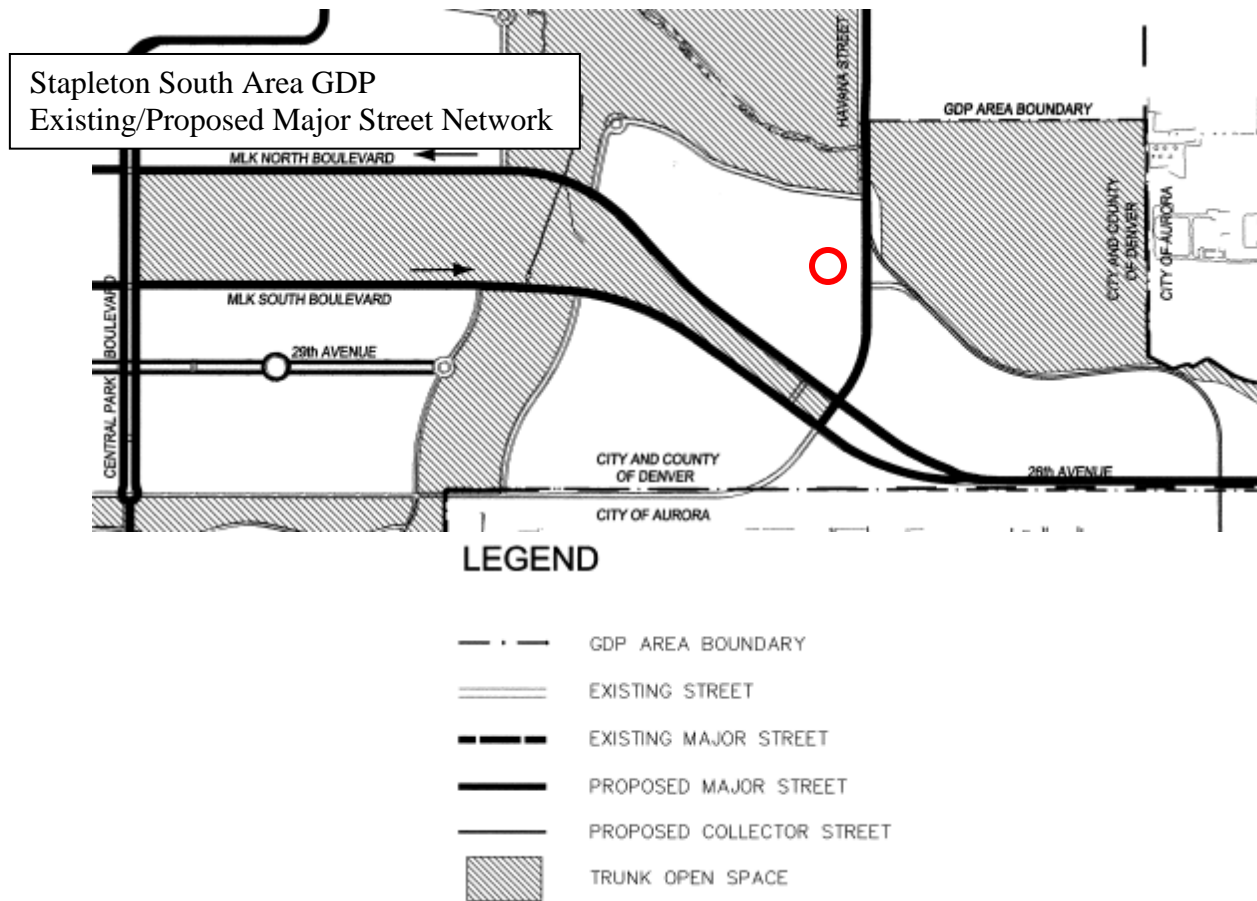 Stapleton South Area GDP
Existing/Proposed Major Street Network
HAVANA STREET
GDP AREA BOUNDARY
MLK NORTH BOULEVARD
CITY AND COUNTY
OF DENVER
CITY OF AURORA
MLK SOUTH BOULEVARD
CENTRAL PARK BOULEVARD
29th AVENUE
CITY AND COUNTY
OF DENVER
26th AVENUE
CITY OF AURORA
LEGEND
GDP AREA BOUNDARY
EXISTING STREET
EXISTING MAJOR STREET
PROPOSED MAJOR STREET
PROPOSED COLLECTOR STREET
TRUNK OPEN SPACE